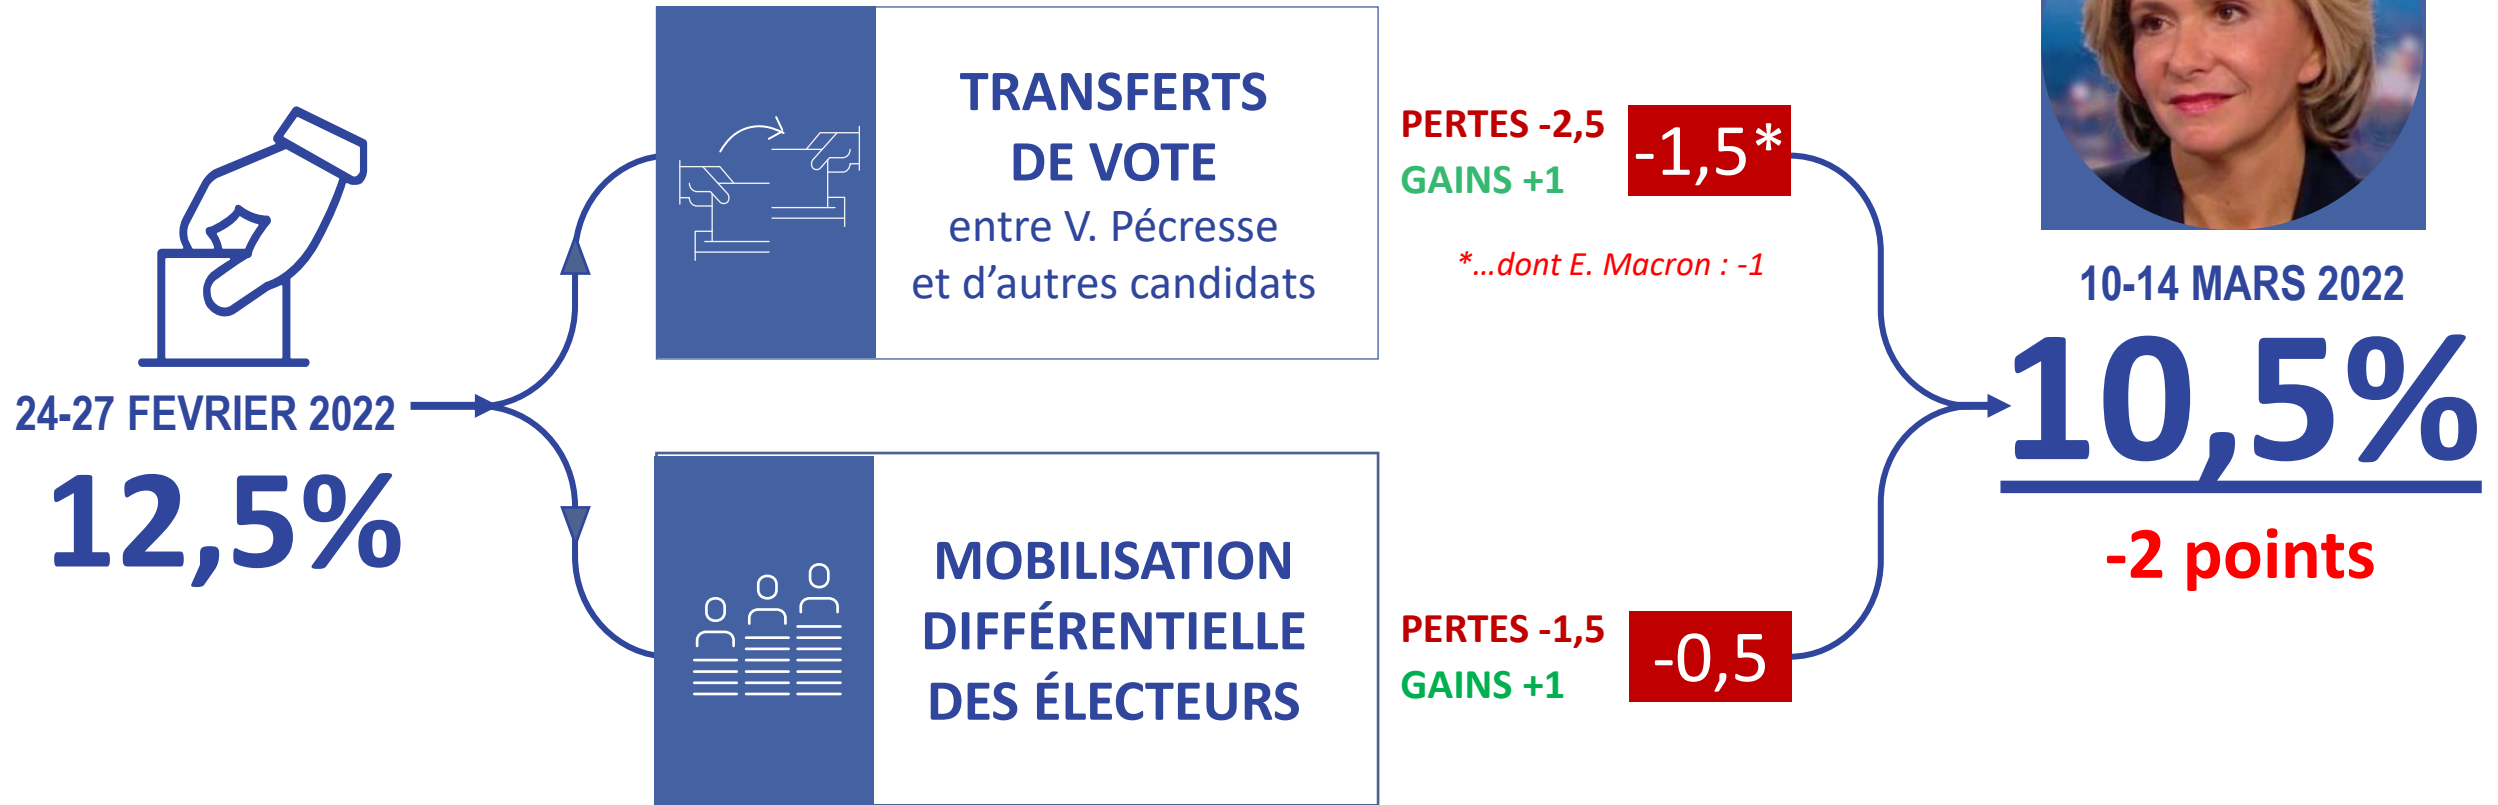 24-27 FEVRIER 2022
12,5%
TRANSFERTS
DE VOTE
entre V. Pécresse
et d’autres candidats
PERTES -2,5
GAINS +1
-1,5*
*...dont E. Macron : -1
MOBILISATION
DIFFÉRENTIELLE
DES ÉLECTEURS
PERTES -1,5
GAINS +1
-0,5
10-14 MARS 2022
10,5%
-2 points